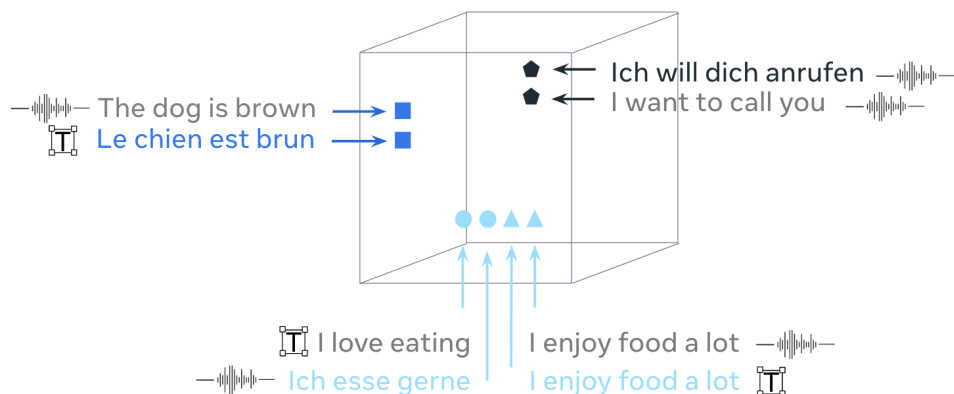 Ich will dich anrufen
I want to call you
The dog is brown
T Le chien est brun
T I love eating
I enjoy food a lot
Ich esse gerne
I enjoy food a lot T